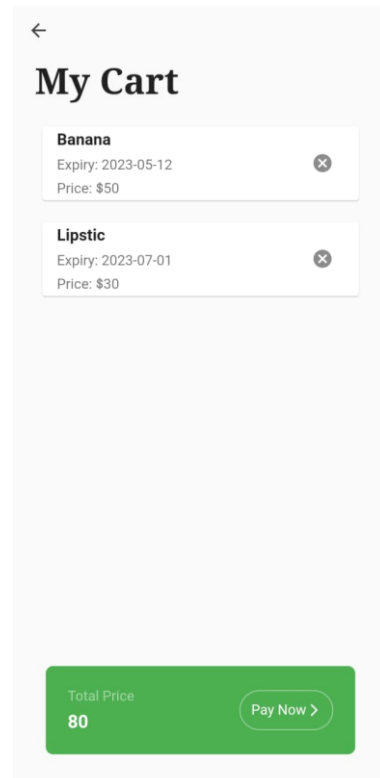 My Cart
Banana
Expiry: 2023-05-12
Price: $50
Lipstic
Expiry: 2023-07-01
Price: $30
Total Price
80
Pay Now